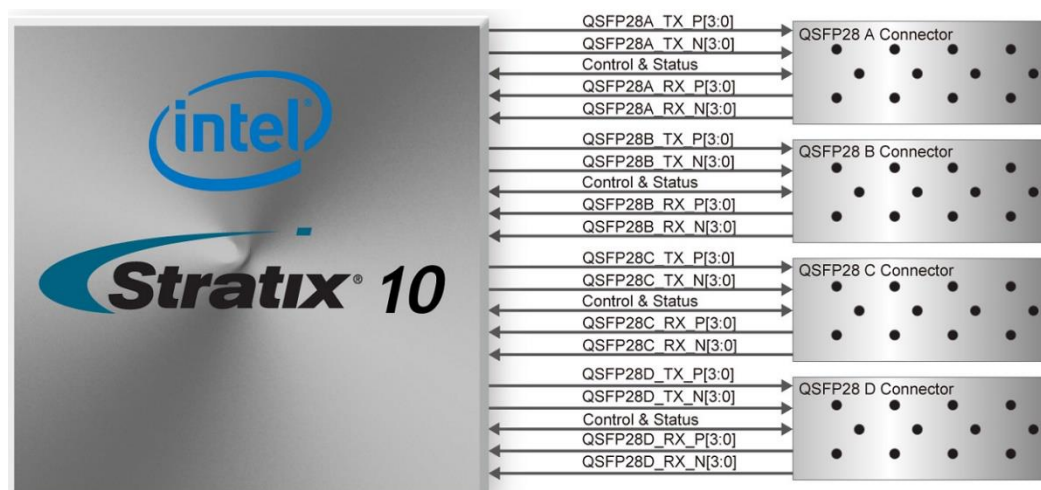 intel
Stratix® 10
QSFP28A_TX_P[3:0]
QSFP28A_TX_N[3:0]
Control & Status
QSFP28A_RX_P[3:0]
QSFP28A_RX_N[3:0]
QSFP28 A Connector
QSFP28B_TX_P[3:0]
QSFP28B_TX_N[3:0]
Control & Status
QSFP28B_RX_P[3:0]
QSFP28B_RX_N[3:0]
QSFP28 B Connector
QSFP28C_TX_P[3:0]
QSFP28C_TX_N[3:0]
Control & Status
QSFP28C_RX_P[3:0]
QSFP28C_RX_N[3:0]
QSFP28 C Connector
QSFP28D_TX_P[3:0]
QSFP28D_TX_N[3:0]
Control & Status
QSFP28D_RX_P[3:0]
QSFP28D_RX_N[3:0]
QSFP28 D Connector